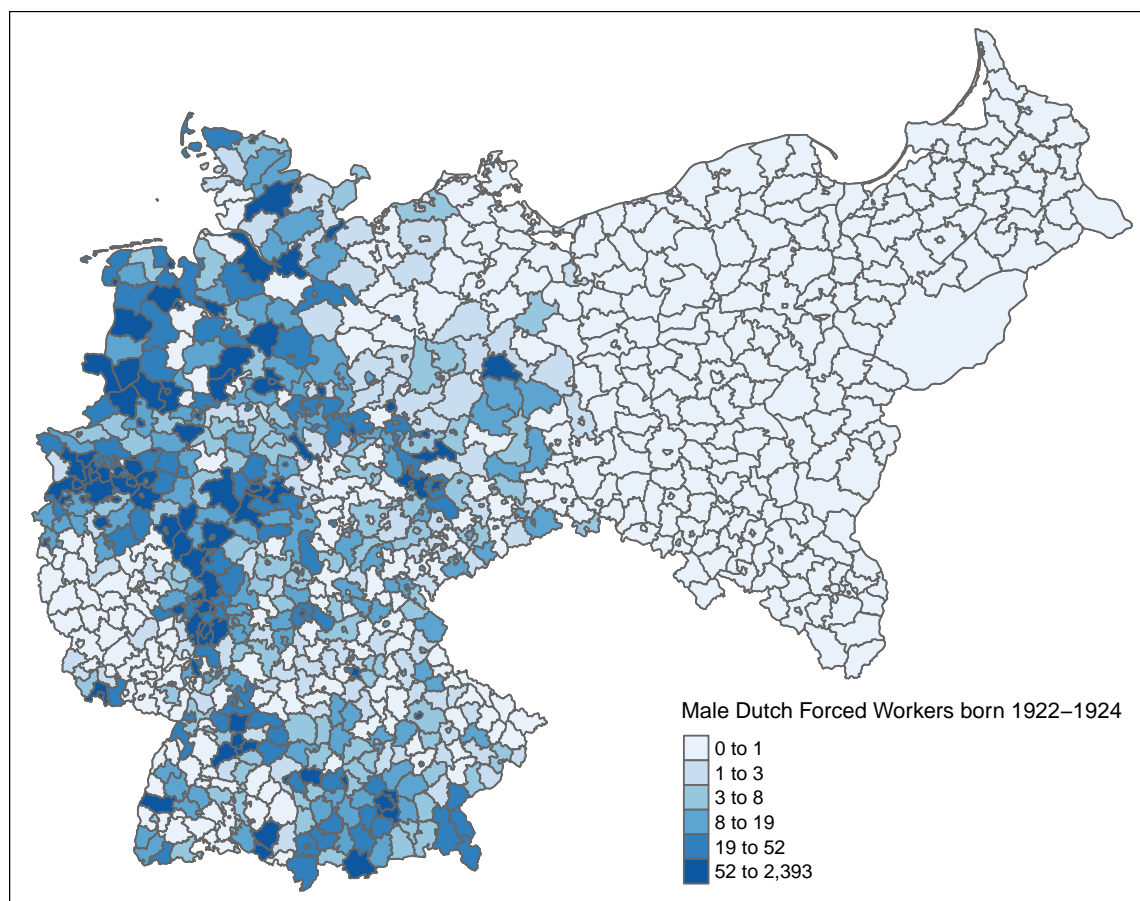 Male Dutch Forced Workers born 1922–1924
0 to 1
1 to 3
3 to 8
8 to 19
19 to 52
52 to 2,393